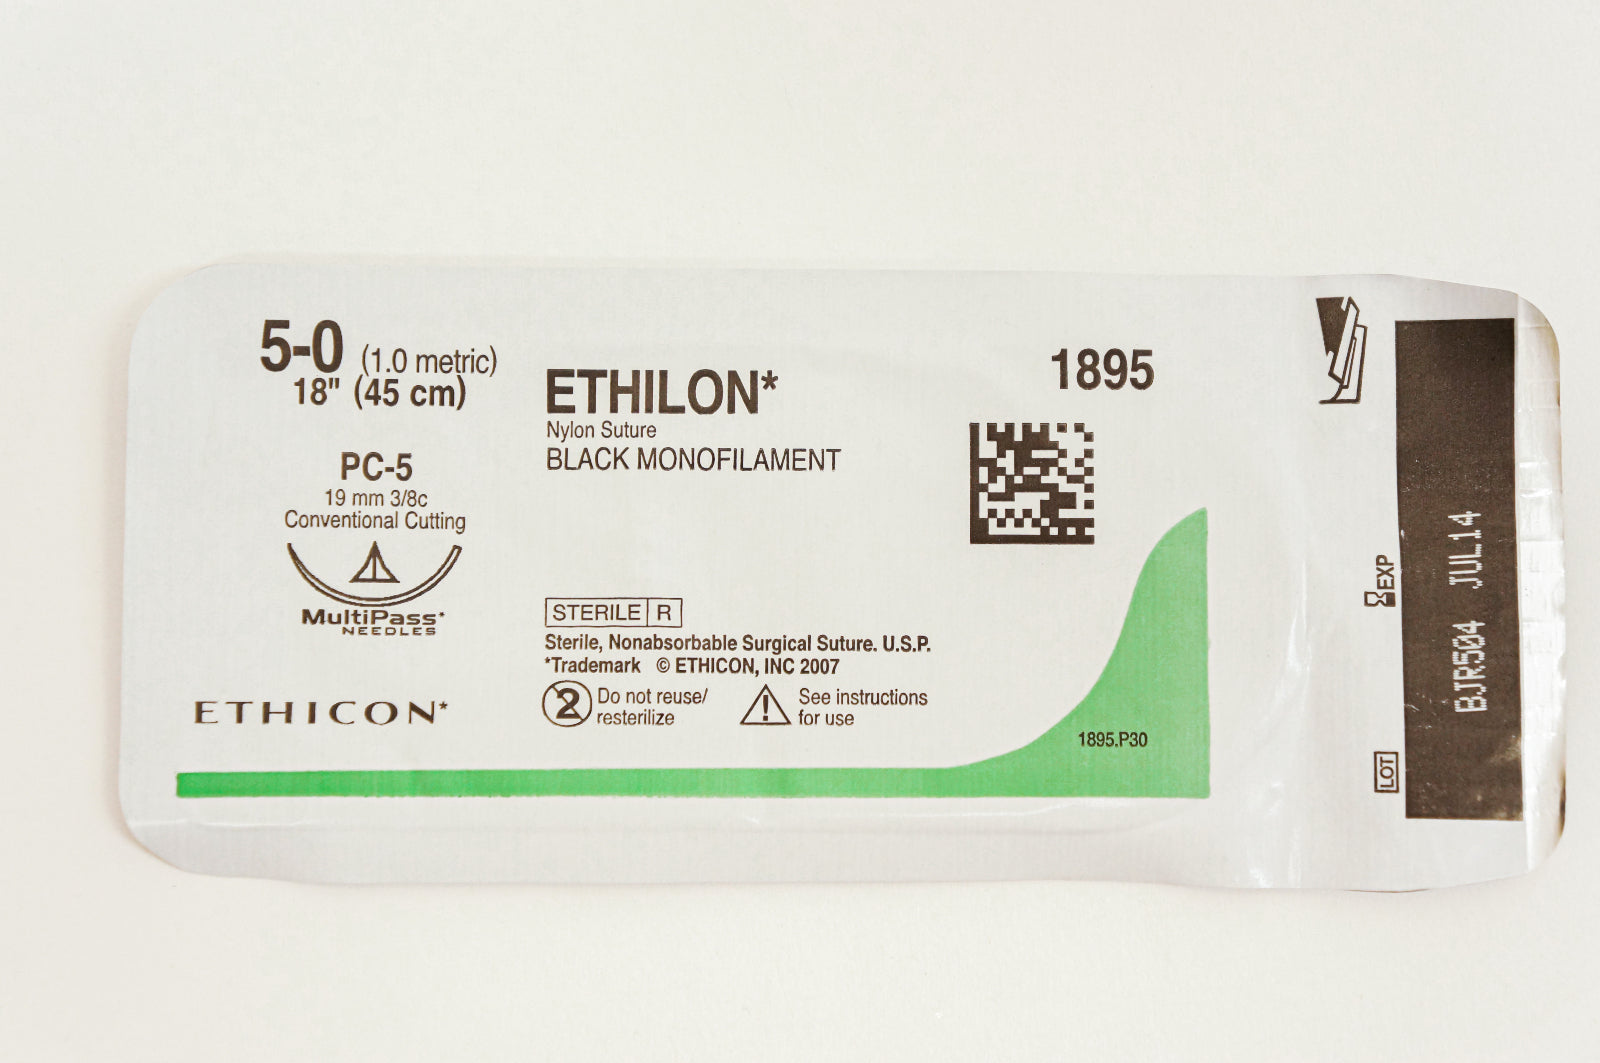 5-0 (1.0 metric)
18" (45 cm)
PC-5
19 mm 3/8c
Conventional Cutting
MultiPass*
NEEDLES
ETHICON*
ETHILON*
Nylon Suture
BLACK MONOFILAMENT
STERILE R
Sterile, Nonabsorbable Surgical Suture. U.S.P.
*Trademark © ETHICON, INC 2007
2 Do not reuse/
resterilize
! See instructions
for use
1895
1895.P30
EXP
LOT
BJR504 JUL14